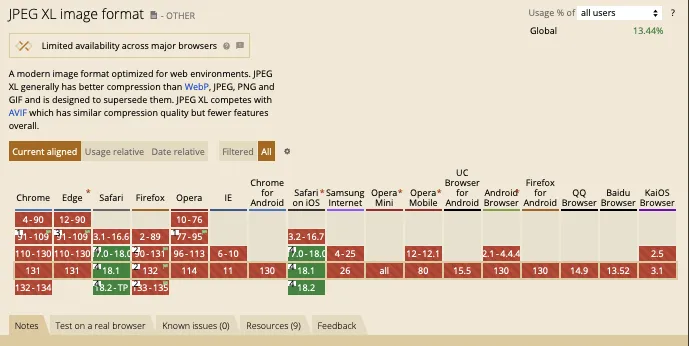 JPEG XL image format - OTHER
Usage % of all users ?
Global 13.44%
Limited availability across major browsers
A modern image format optimized for web environments. JPEG
XL generally has better compression than WebP, JPEG, PNG and
GIF and is designed to supersede them. JPEG XL competes with
AVIF which has similar compression quality but fewer features
overall.
Current aligned Usage relative Date relative Filtered All
Chrome Edge * Safari Firefox Opera IE Chrome for Android Safari on iOS * Samsung Internet Opera Mini * Opera Mobile * UC Browser for Android Android Browser * Firefox for Android QQ Browser Baidu Browser KaiOS Browser
4-90 12-90 10-76
91-109 91-109 3.1-16.6 2-89 77-95 3.2-16.7
110-130 110-130 17.0-18.0 90-131 96-113 6-10 17.0-18.0 4-25 12-12.1 2.1-4.4.4 2.5
131 131 18.1 132 114 11 130 18.1 26 all 80 15.5 130 130 14.9 13.52 3.1
132-134 18.2-TP 133-135 18.2
Notes Test on a real browser Known issues (0) Resources (9) Feedback